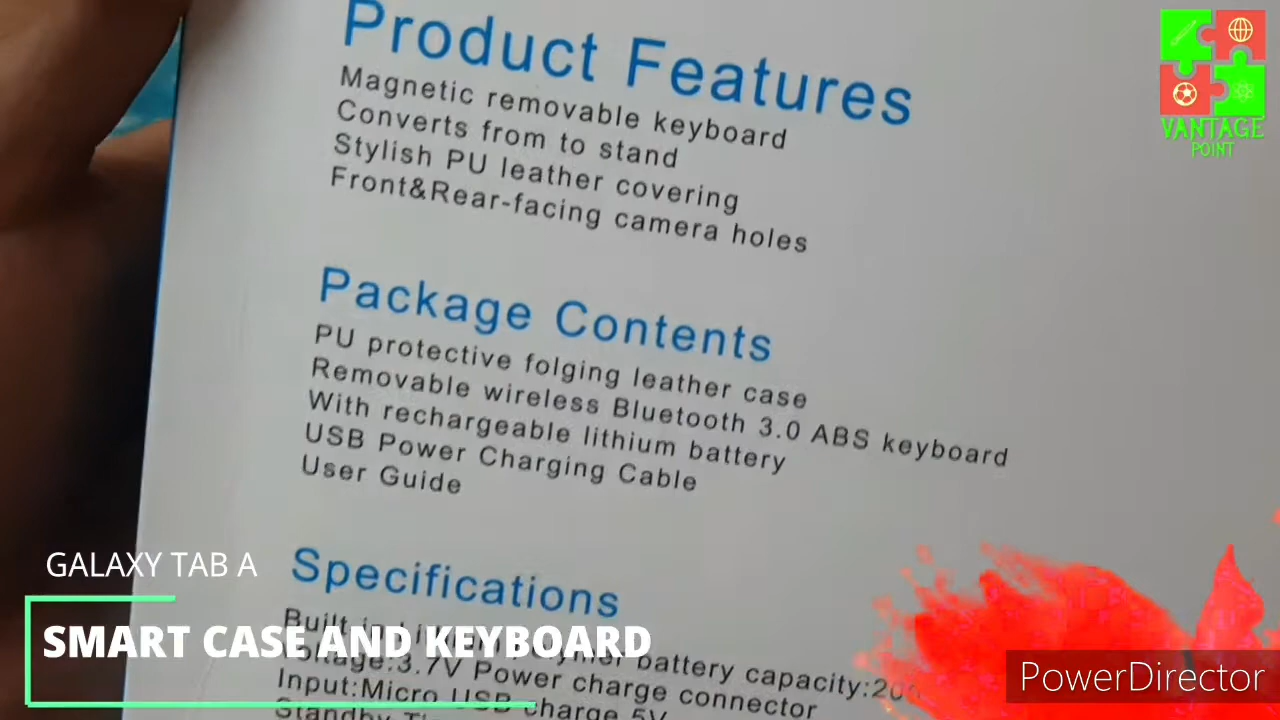 Product Features
Magnetic removable keyboard
Converts from to stand
Stylish PU leather covering
Front&Rear-facing camera holes
Package Contents
PU protective folging leather case
Removable wireless Bluetooth 3.0 ABS keyboard
With rechargeable lithium battery
USB Power Charging Cable
User Guide
Specifications
Built battery capacity:
Voltage:3.7V Power charge connector
Input:Micro USB charge 5V
Standby
GALAXY TAB A
SMART CASE AND KEYBOARD
VANTAGE
POINT
PowerDirector